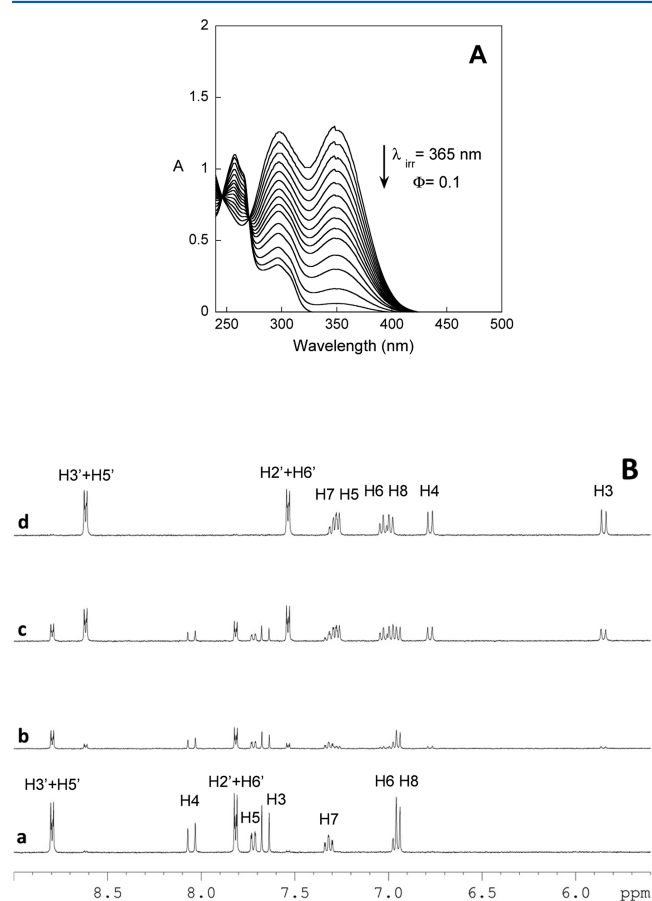 2
A
1.5
λ irr = 365 nm
A
1
Φ= 0.1
0.5
0
250 300 350 400 450 500
Wavelength (nm)
B
H3'+H5' H2'+H6' H7 H5 H6 H8 H4 H3
d
c
b
H3'+H5' H4 H2'+H6' H5 H3 H7 H6 H8
a
8.5 8.0 7.5 7.0 6.5 6.0 ppm